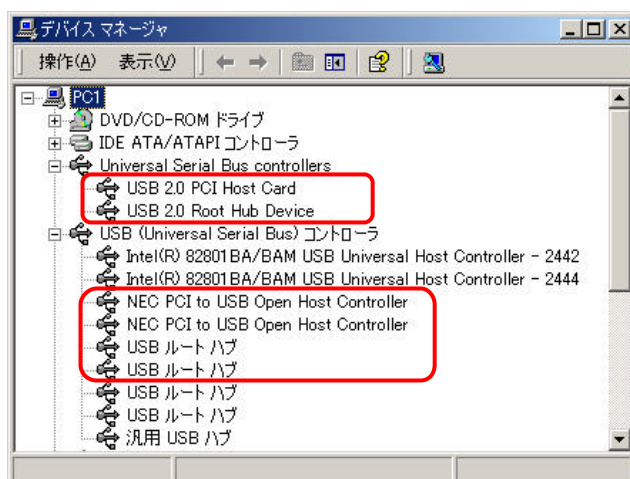 デバイス マネージャ
操作(A) 表示(V)
PC1
DVD/CD-ROM ドライブ
IDE ATA/ATAPI コントローラ
Universal Serial Bus controllers
USB 2.0 PCI Host Card
USB 2.0 Root Hub Device
USB (Universal Serial Bus) コントローラ
Intel(R) 82801BA/BAM USB Universal Host Controller - 2442
Intel(R) 82801BA/BAM USB Universal Host Controller - 2444
NEC PCI to USB Open Host Controller
NEC PCI to USB Open Host Controller
USB ルート ハブ
USB ルート ハブ
USB ルート ハブ
USB ルート ハブ
汎用 USB ハブ